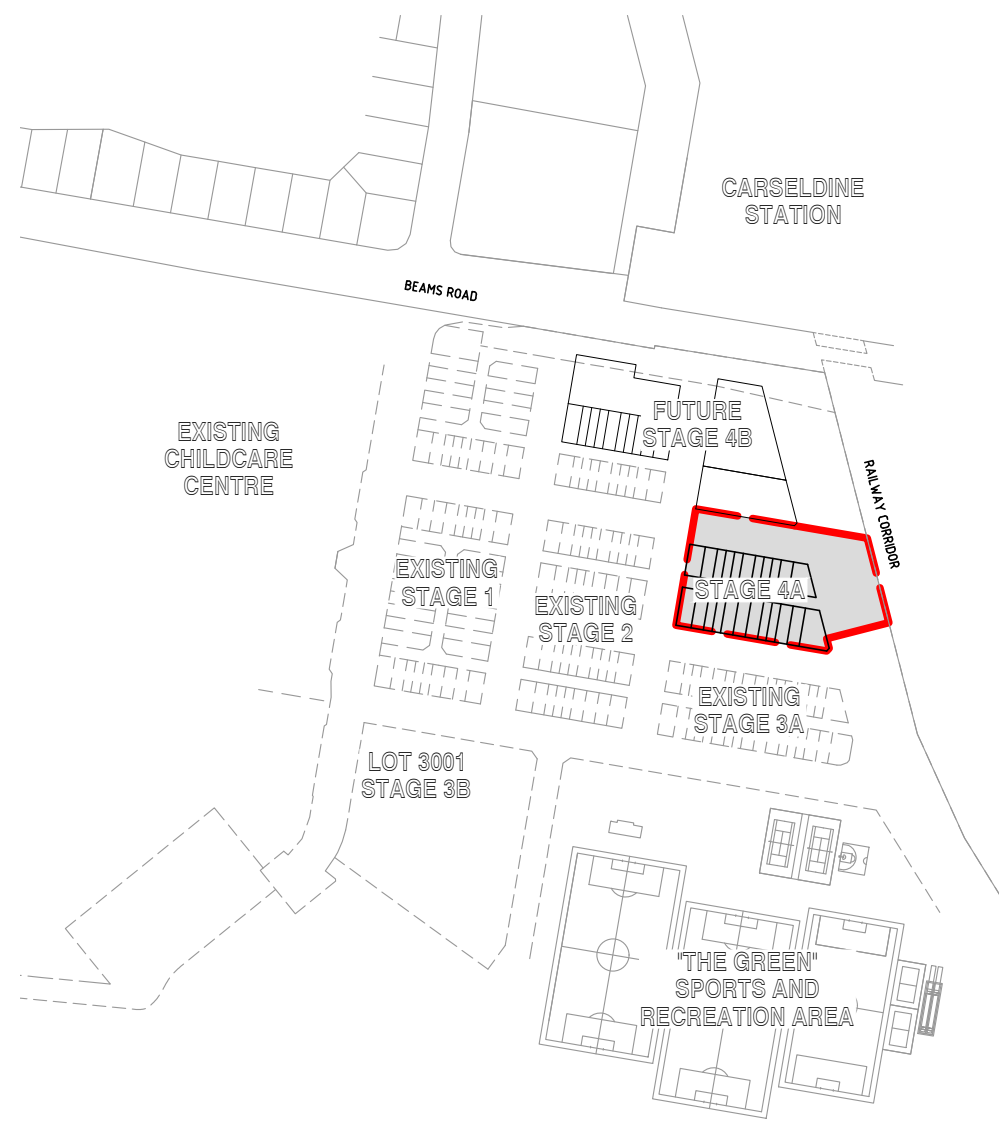 CARSELDINE
STATION
BEAMS ROAD
FUTURE
STAGE 4B
EXISTING
CHILDCARE
CENTRE
RAILWAY CORRIDOR
EXISTING
STAGE 1
STAGE 4A
EXISTING
STAGE 2
EXISTING
STAGE 3A
LOT 3001
STAGE 3B
"THE GREEN"
SPORTS AND
RECREATION AREA